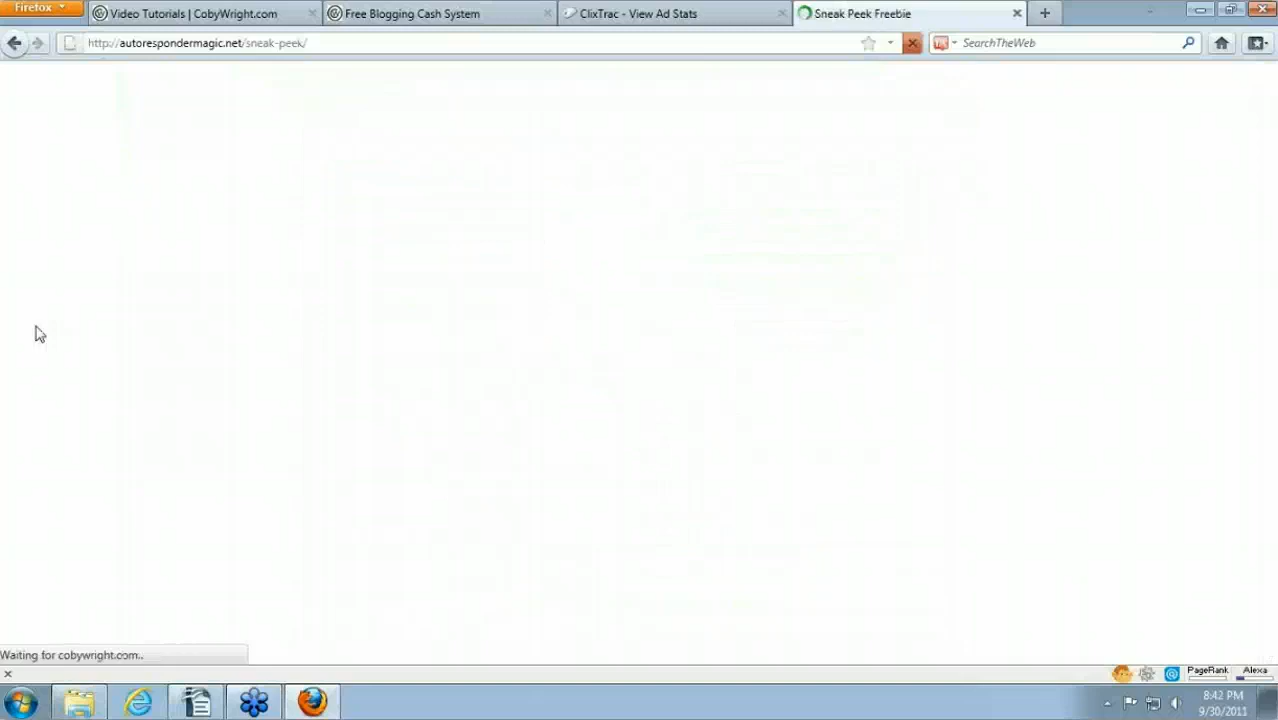 Firefox
Video Tutorials | CobyWright.com
Free Blogging Cash System
ClixTrac - View Ad Stats
Sneak Peek Freebie
http://autorespondermagic.net/sneak-peek/
SearchTheWeb
Waiting for cobywright.com..
PageRank
Alexa
8:42 PM
9/30/2011